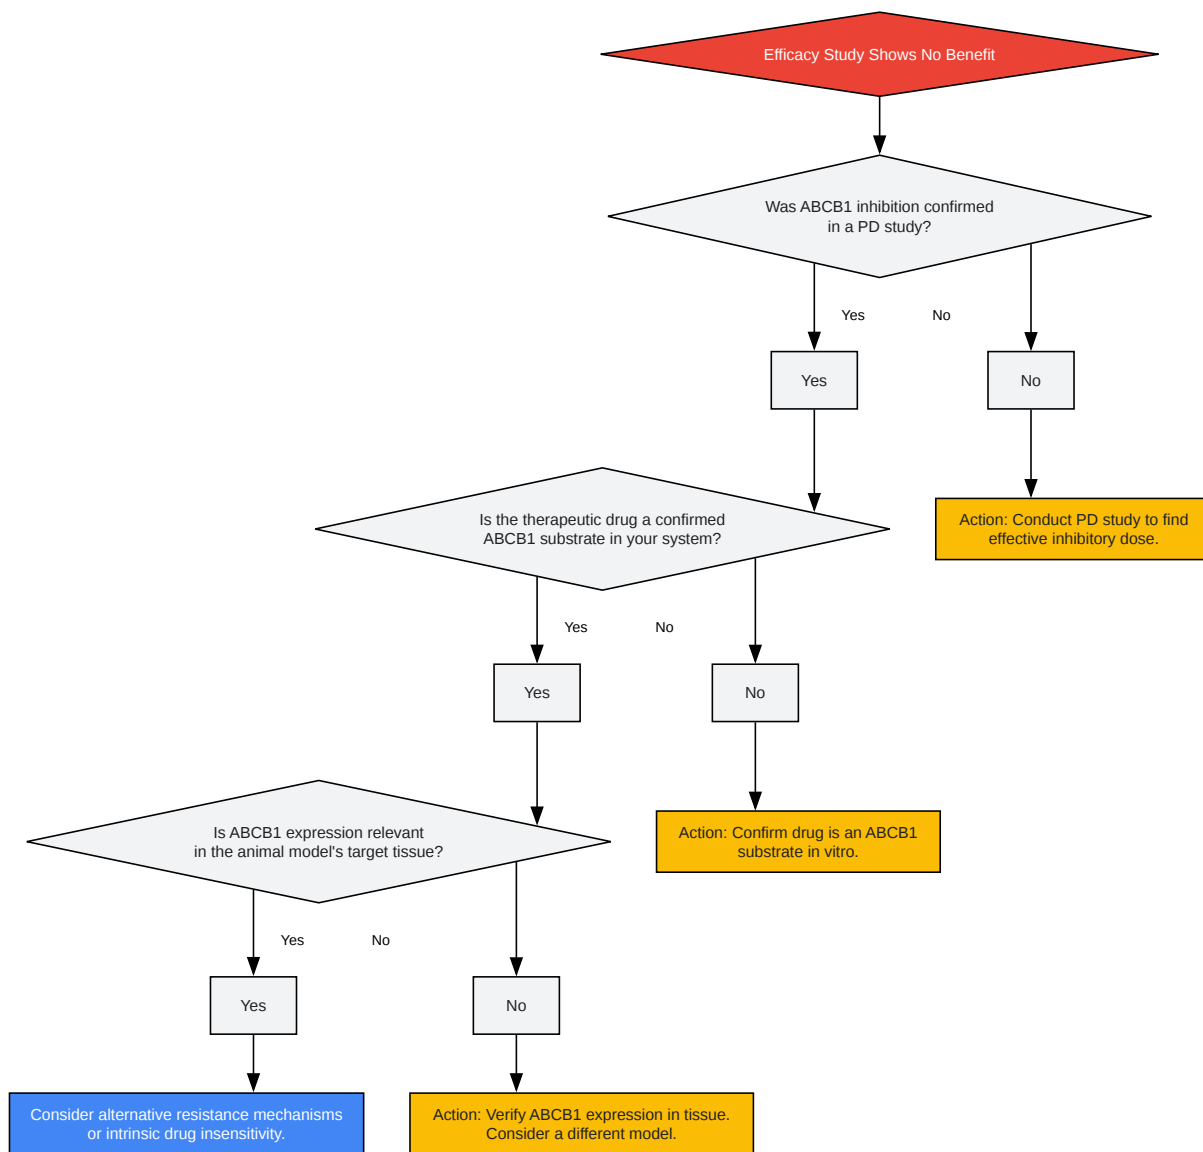 Efficacy Study Shows No Benefit
Was ABCB1 inhibition confirmed
in a PD study?
Yes
No
Yes
No
Is the therapeutic drug a confirmed
ABCB1 substrate in your system?
Action: Conduct PD study to find
effective inhibitory dose.
Yes
No
Yes
No
Is ABCB1 expression relevant
in the animal model's target tissue?
Action: Confirm drug is an ABCB1
substrate in vitro.
Yes
No
Yes
No
Consider alternative resistance mechanisms
or intrinsic drug insensitivity.
Action: Verify ABCB1 expression in tissue.
Consider a different model.